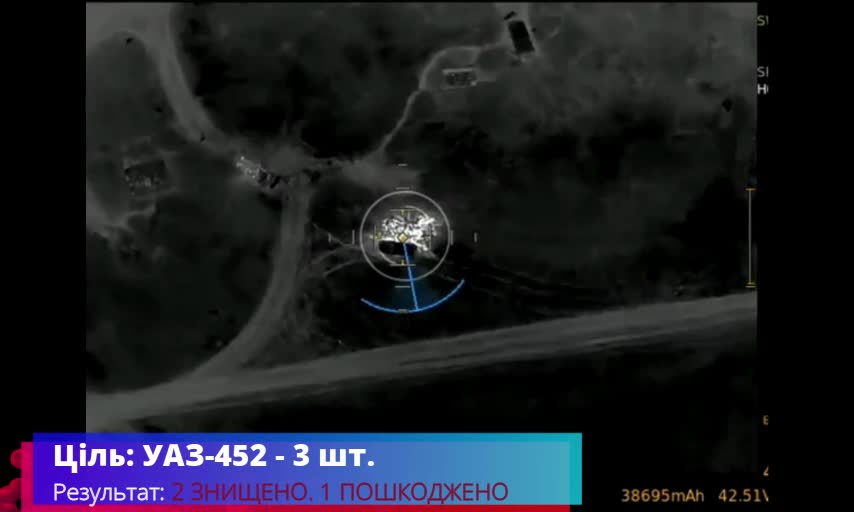 Ціль: УАЗ-452 - 3 шт.
Результат: 2 ЗНИЩЕНО. 1 ПОШКОДЖЕНО
38695mAh 42.51V